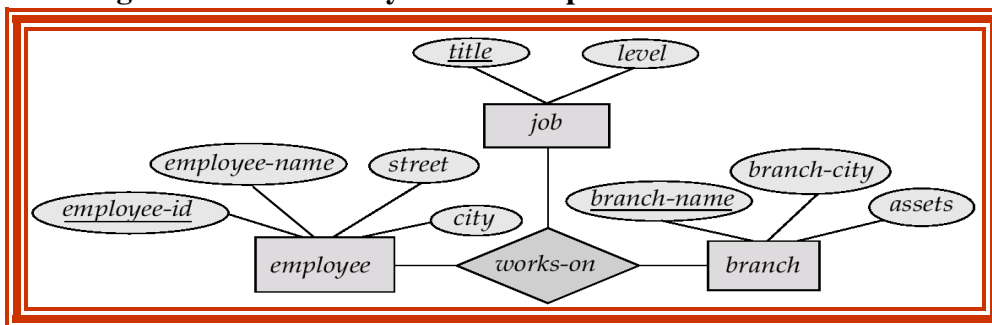 title level
job
employee-name street branch-city
employee-id city branch-name assets
employee works-on branch